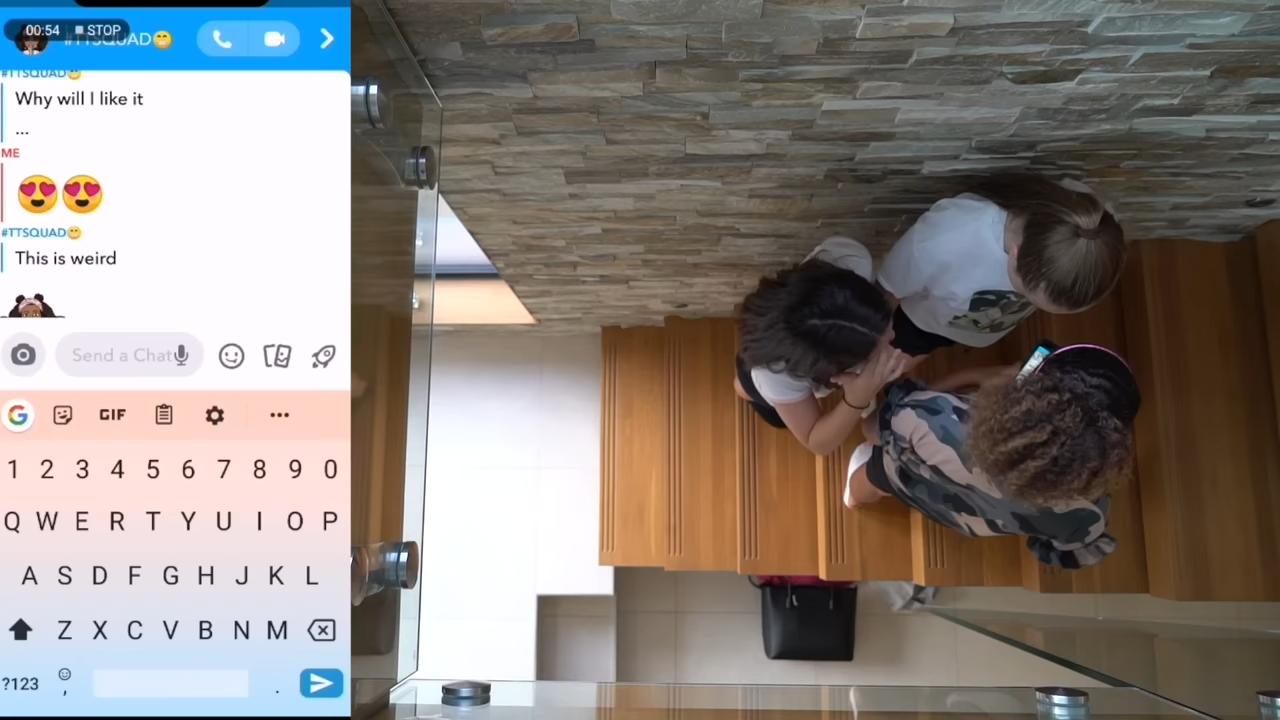 00:54 STOP
#TTSQUAD😁
#TTSQUAD😁
Why will I like it
...
ME
😍😍
#TTSQUAD😁
This is weird
Send a Chat
G GIF ...
1 2 3 4 5 6 7 8 9 0
Q W E R T Y U I O P
A S D F G H J K L
Z X C V B N M
?123 , .